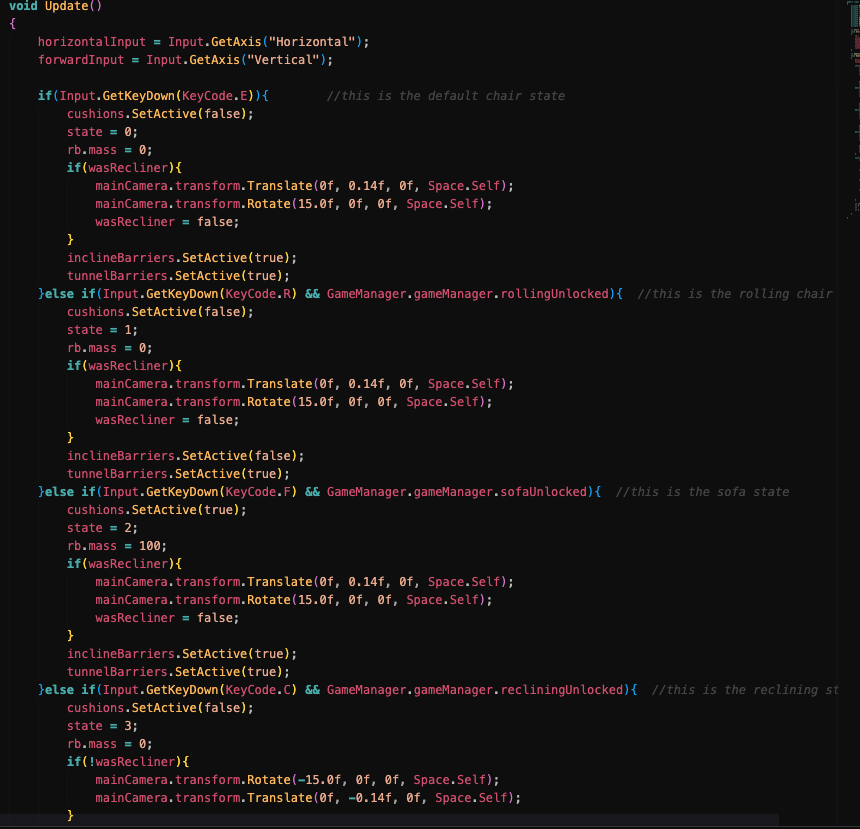 void Update()
{
    horizontalInput = Input.GetAxis("Horizontal");
    forwardInput = Input.GetAxis("Vertical");

    if(Input.GetKeyDown(KeyCode.E)){        //this is the default chair state
        cushions.SetActive(false);
        state = 0;
        rb.mass = 0;
        if(wasRecliner){
            mainCamera.transform.Translate(0f, 0.14f, 0f, Space.Self);
            mainCamera.transform.Rotate(15.0f, 0f, 0f, Space.Self);
            wasRecliner = false;
        }
        inclineBarriers.SetActive(true);
        tunnelBarriers.SetActive(true);
    }else if(Input.GetKeyDown(KeyCode.R) && GameManager.gameManager.rollingUnlocked){  //this is the rolling chair
        cushions.SetActive(false);
        state = 1;
        rb.mass = 0;
        if(wasRecliner){
            mainCamera.transform.Translate(0f, 0.14f, 0f, Space.Self);
            mainCamera.transform.Rotate(15.0f, 0f, 0f, Space.Self);
            wasRecliner = false;
        }
        inclineBarriers.SetActive(false);
        tunnelBarriers.SetActive(true);
    }else if(Input.GetKeyDown(KeyCode.F) && GameManager.gameManager.sofaUnlocked){  //this is the sofa state
        cushions.SetActive(true);
        state = 2;
        rb.mass = 100;
        if(wasRecliner){
            mainCamera.transform.Translate(0f, 0.14f, 0f, Space.Self);
            mainCamera.transform.Rotate(15.0f, 0f, 0f, Space.Self);
            wasRecliner = false;
        }
        inclineBarriers.SetActive(true);
        tunnelBarriers.SetActive(true);
    }else if(Input.GetKeyDown(KeyCode.C) && GameManager.gameManager.recliningUnlocked){  //this is the reclining st
        cushions.SetActive(false);
        state = 3;
        rb.mass = 0;
        if(!wasRecliner){
            mainCamera.transform.Rotate(-15.0f, 0f, 0f, Space.Self);
            mainCamera.transform.Translate(0f, -0.14f, 0f, Space.Self);
        }